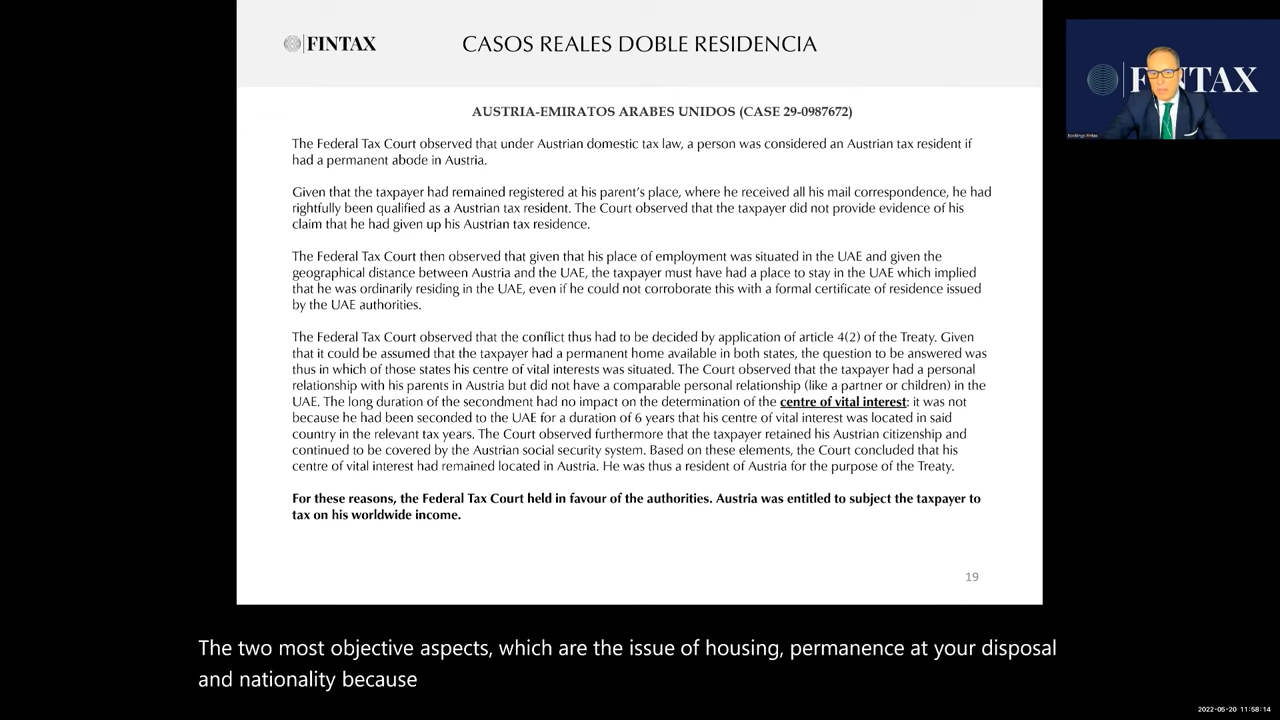 FINTAX
CASOS REALES DOBLE RESIDENCIA
FINTAX
Bookings Fintax
AUSTRIA-EMIRATOS ARABES UNIDOS (CASE 29-0987672)
The Federal Tax Court observed that under Austrian domestic tax law, a person was considered an Austrian tax resident if
had a permanent abode in Austria.
Given that the taxpayer had remained registered at his parent's place, where he received all his mail correspondence, he had
rightfully been qualified as a Austrian tax resident. The Court observed that the taxpayer did not provide evidence of his
claim that he had given up his Austrian tax residence.
The Federal Tax Court then observed that given that his place of employment was situated in the UAE and given the
geographical distance between Austria and the UAE, the taxpayer must have had a place to stay in the UAE which implied
that he was ordinarily residing in the UAE, even if he could not corroborate this with a formal certificate of residence issued
by the UAE authorities.
The Federal Tax Court observed that the conflict thus had to be decided by application of article 4(2) of the Treaty. Given
that it could be assumed that the taxpayer had a permanent home available in both states, the question to be answered was
thus in which of those states his centre of vital interests was situated. The Court observed that the taxpayer had a personal
relationship with his parents in Austria but did not have a comparable personal relationship (like a partner or children) in the
UAE. The long duration of the secondment had no impact on the determination of the centre of vital interest: it was not
because he had been seconded to the UAE for a duration of 6 years that his centre of vital interest was located in said
country in the relevant tax years. The Court observed furthermore that the taxpayer retained his Austrian citizenship and
continued to be covered by the Austrian social security system. Based on these elements, the Court concluded that his
centre of vital interest had remained located in Austria. He was thus a resident of Austria for the purpose of the Treaty.
For these reasons, the Federal Tax Court held in favour of the authorities. Austria was entitled to subject the taxpayer to
tax on his worldwide income.
19
The two most objective aspects, which are the issue of housing, permanence at your disposal
and nationality because
2022-05-20 11:58:14